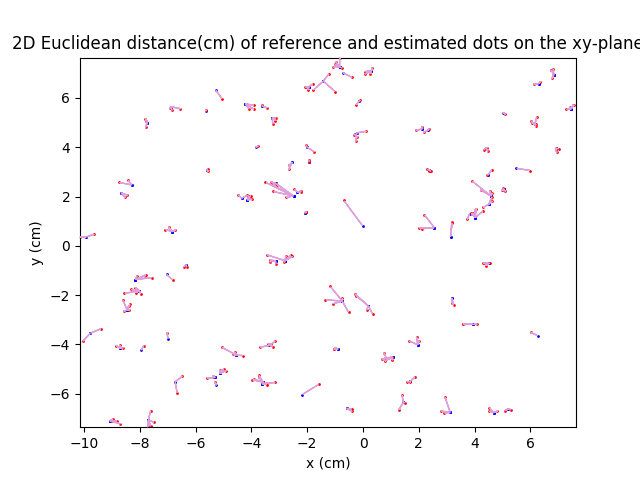 2D Euclidean distance(cm) of reference and estimated dots on the xy-plane
6
4
2
0
−2
−4
−6
y (cm)
−10 −8 −6 −4 −2 0 2 4 6
x (cm)